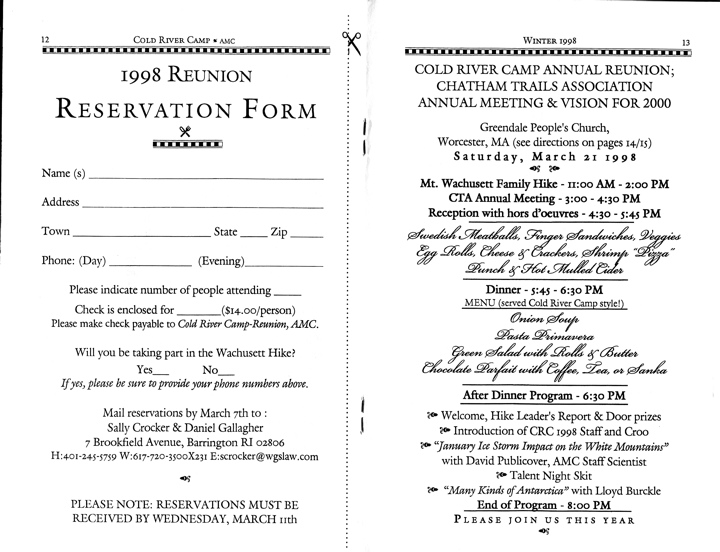 12
COLD RIVER CAMP • AMC
1998 REUNION
RESERVATION FORM
Name (s)
Address
Town State Zip
Phone: (Day) (Evening)
Please indicate number of people attending
Check is enclosed for ($14.00/person)
Please make check payable to Cold River Camp-Reunion, AMC.
Will you be taking part in the Wachusett Hike?
Yes No
If yes, please be sure to provide your phone numbers above.
Mail reservations by March 7th to :
Sally Crocker & Daniel Gallagher
7 Brookfield Avenue, Barrington RI 02806
H:401-245-5759 W:617-720-3500X231 E:scrocker@wgslaw.com
PLEASE NOTE: RESERVATIONS MUST BE
RECEIVED BY WEDNESDAY, MARCH 11th
WINTER 1998
13
COLD RIVER CAMP ANNUAL REUNION;
CHATHAM TRAILS ASSOCIATION
ANNUAL MEETING & VISION FOR 2000
Greendale People's Church,
Worcester, MA (see directions on pages 14/15)
Saturday, March 21 1998
Mt. Wachusett Family Hike - 11:00 AM - 2:00 PM
CTA Annual Meeting - 3:00 - 4:30 PM
Reception with hors d'oeuvres - 4:30 - 5:45 PM
Swedish Meatballs, Finger Sandwiches, Veggies
Egg Rolls, Cheese & Crackers, Shrimp "Pizza"
Punch & Hot Mulled Cider
Dinner - 5:45 - 6:30 PM
MENU (served Cold River Camp style!)
Onion Soup
Pasta Primavera
Green Salad with Rolls & Butter
Chocolate Parfait with Coffee, Tea, or Sanka
After Dinner Program - 6:30 PM
Welcome, Hike Leader's Report & Door prizes
Introduction of CRC 1998 Staff and Croo
"January Ice Storm Impact on the White Mountains"
with David Publicover, AMC Staff Scientist
Talent Night Skit
"Many Kinds of Antarctica" with Lloyd Burckle
End of Program - 8:00 PM
PLEASE JOIN US THIS YEAR